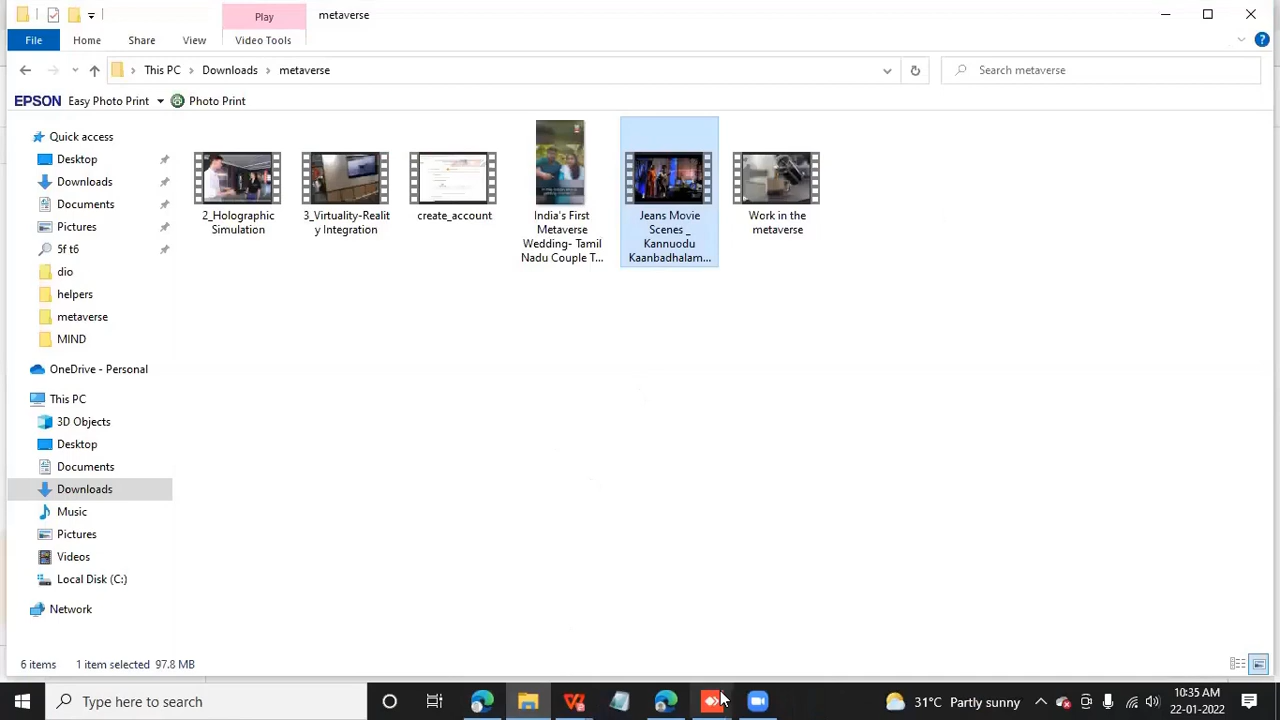 Play
metaverse
File
Home
Share
View
Video Tools
This PC
Downloads
metaverse
Search metaverse
EPSON
Easy Photo Print
Photo Print
Quick access
Desktop
Downloads
Documents
Pictures
5f t6
dio
helpers
metaverse
MIND
OneDrive - Personal
This PC
3D Objects
Desktop
Documents
Downloads
Music
Pictures
Videos
Local Disk (C:)
Network
2_Holographic
Simulation
3_Virtuality-Realit
y Integration
create_account
India's First
Metaverse
Wedding- Tamil
Nadu Couple T...
Jeans Movie
Scenes _
Kannuodu
Kaanbadhalam...
Work in the
metaverse
6 items
1 item selected 97.8 MB
Type here to search
31°C Partly sunny
10:35 AM
22-01-2022